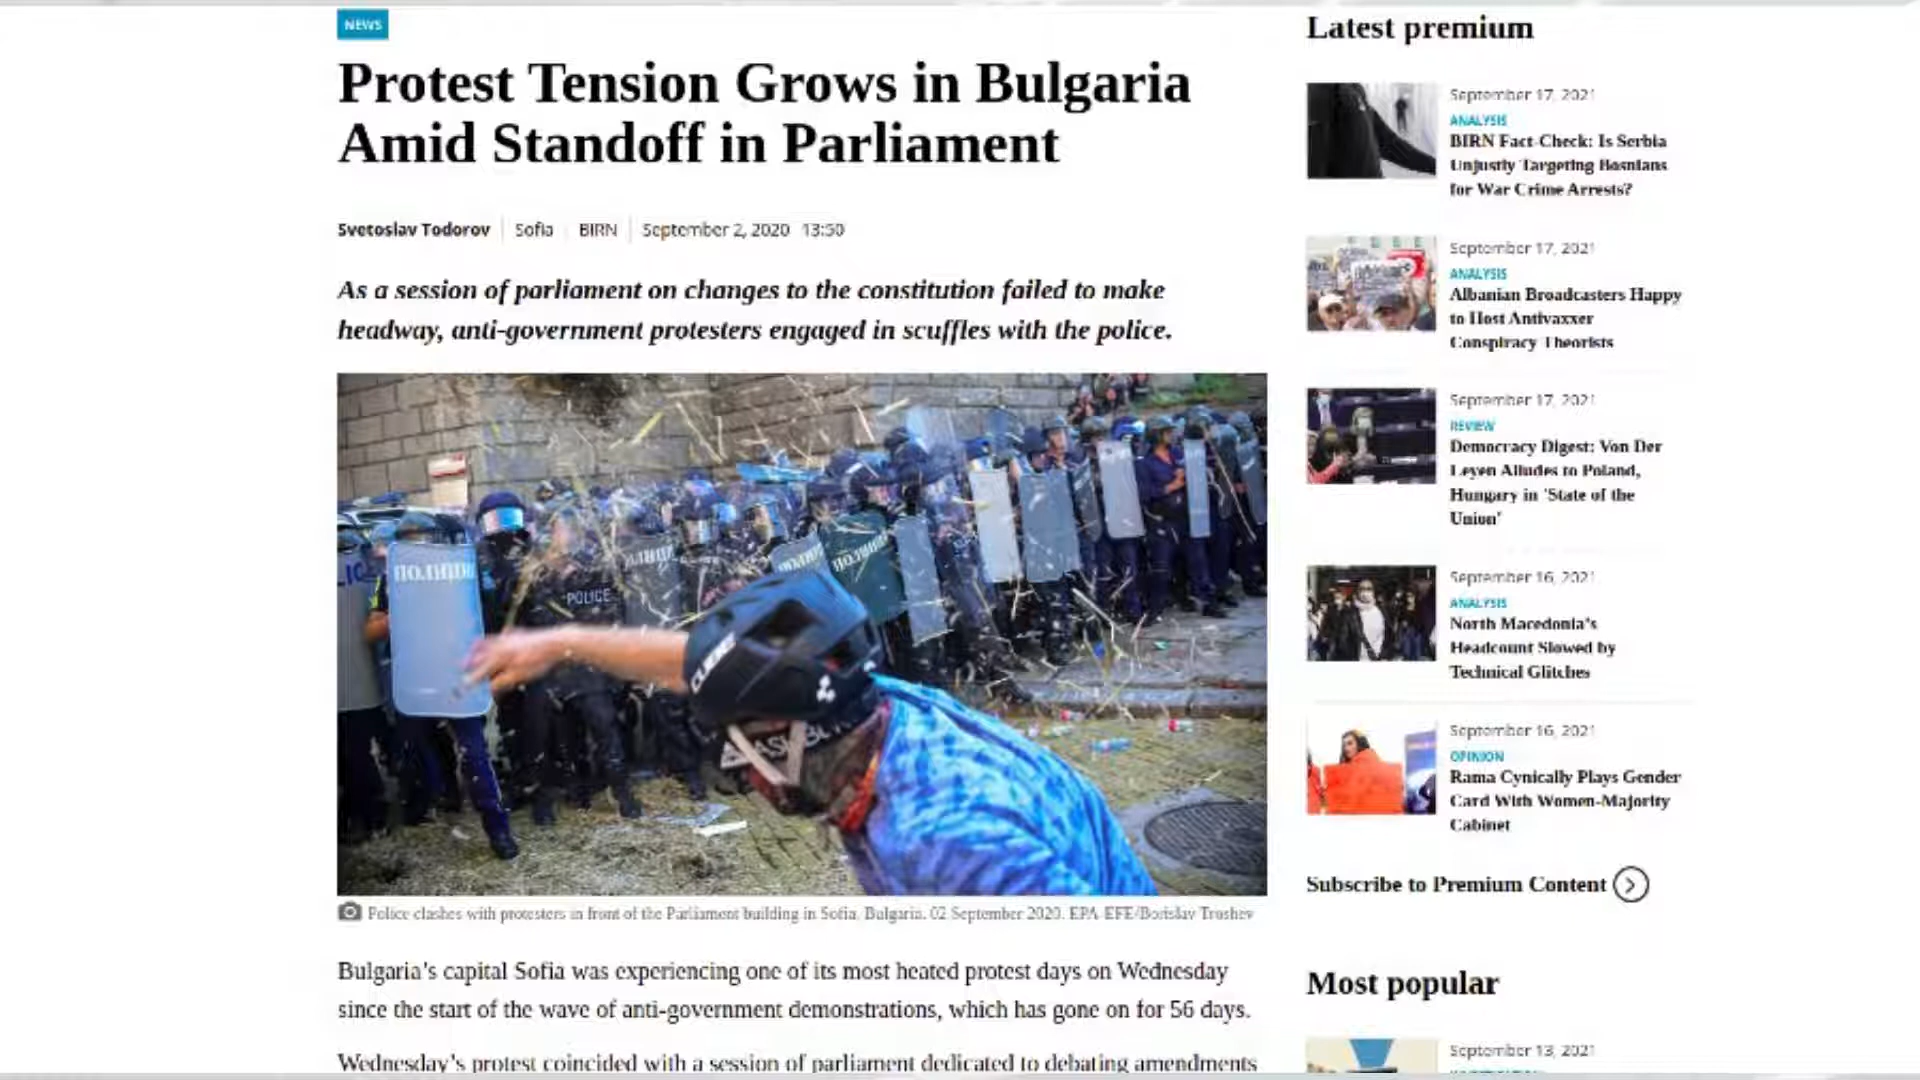 NEWS
Protest Tension Grows in Bulgaria
Amid Standoff in Parliament
Svetoslav Todorov Sofia BIRN September 2, 2020 13:50
As a session of parliament on changes to the constitution failed to make
headway, anti-government protesters engaged in scuffles with the police.
ПОЛИЦИЯ
POLICE
CUBE
Police clashes with protesters in front of the Parliament building in Sofia, Bulgaria. 02 September 2020. EPA-EFE/Borislav Troshev
Bulgaria’s capital Sofia was experiencing one of its most heated protest days on Wednesday
since the start of the wave of anti-government demonstrations, which has gone on for 56 days.
Wednesday’s protest coincided with a session of parliament dedicated to debating amendments
Latest premium
September 17, 2021
ANALYSIS
BIRN Fact-Check: Is Serbia
Unjustly Targeting Bosnians
for War Crime Arrests?
September 17, 2021
ANALYSIS
Albanian Broadcasters Happy
to Host Antivaxxer
Conspiracy Theorists
September 17, 2021
REVIEW
Democracy Digest: Von Der
Leyen Alludes to Poland,
Hungary in ‘State of the
Union’
September 16, 2021
ANALYSIS
North Macedonia’s
Headcount Slowed by
Technical Glitches
September 16, 2021
OPINION
Rama Cynically Plays Gender
Card With Women-Majority
Cabinet
Subscribe to Premium Content
Most popular
September 13, 2021